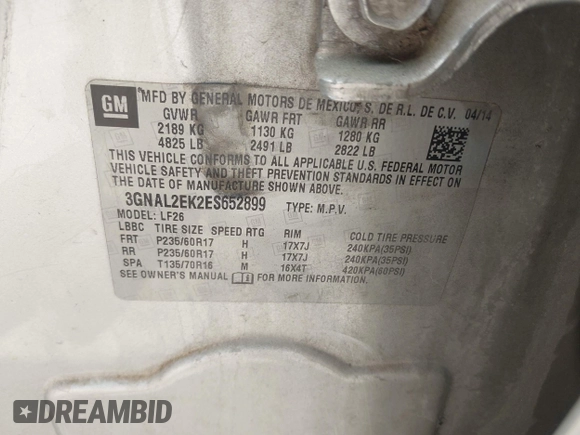 GM
MFD BY GENERAL MOTORS DE MEXICO, S. DE R.L. DE C.V. 04/14
GVWR GAWR FRT GAWR RR
2189 KG 1130 KG 1280 KG
4825 LB 2491 LB 2822 LB
THIS VEHICLE CONFORMS TO ALL APPLICABLE U.S. FEDERAL MOTOR
VEHICLE SAFETY AND THEFT PREVENTION STANDARDS IN EFFECT
ON THE DATE OF MANUFACTURE SHOWN ABOVE.
3GNAL2EK2ES652899 TYPE: M.P.V.
MODEL: LF26
LBBC TIRE SIZE SPEED RTG RIM COLD TIRE PRESSURE
FRT P235/60R17 H 17X7J 240KPA(35PSI)
RR P235/60R17 H 17X7J 240KPA(35PSI)
SPA T135/70R16 M 16X4T 420KPA(60PSI)
SEE OWNER'S MANUAL FOR MORE INFORMATION
DREAMBID